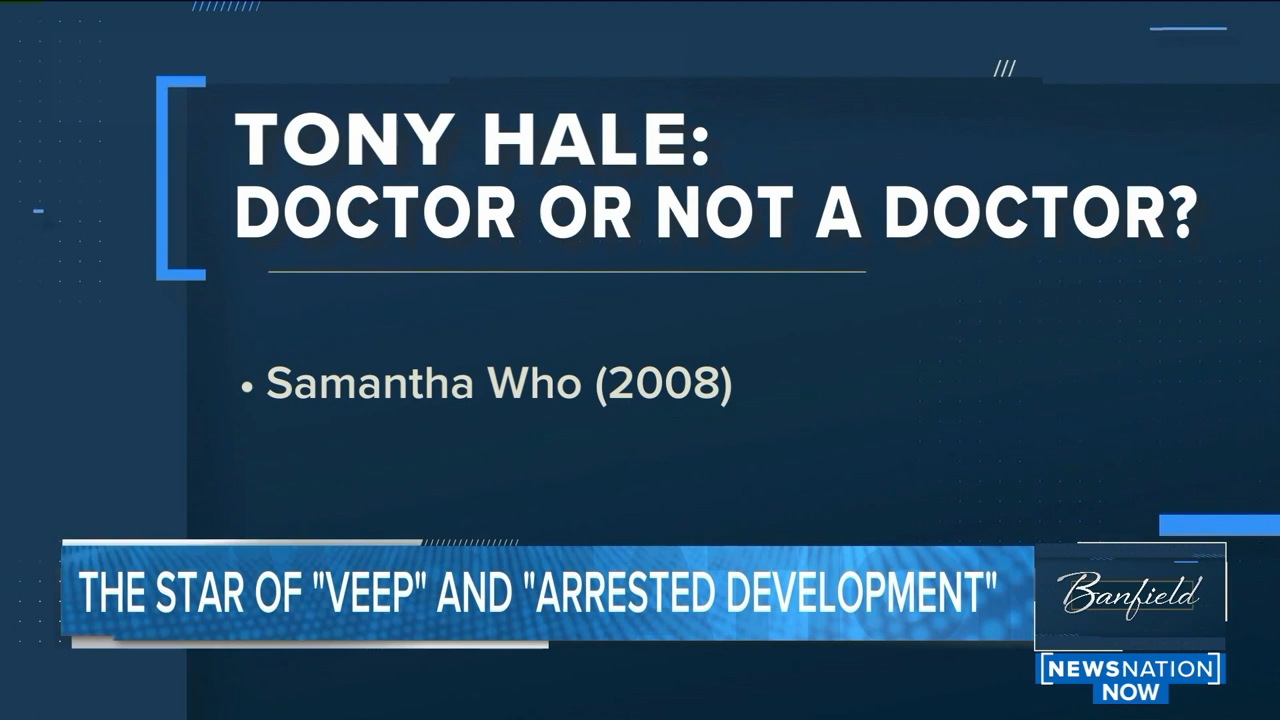 TONY HALE:
DOCTOR OR NOT A DOCTOR?
• Samantha Who (2008)
THE STAR OF "VEEP" AND "ARRESTED DEVELOPMENT"
Banfield
NEWSNATION
NOW